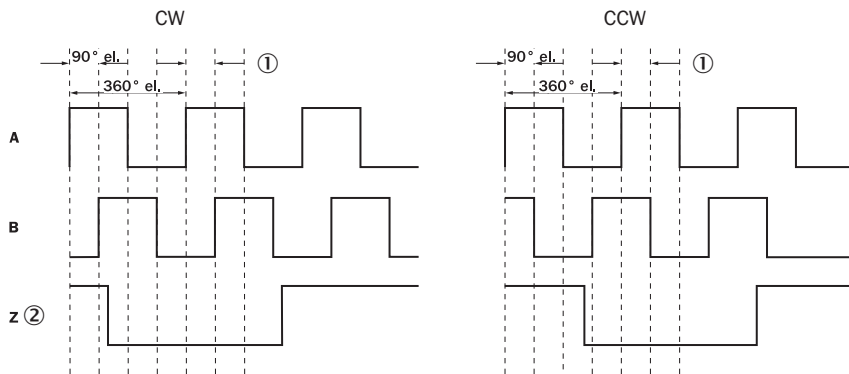 CW CCW
90° el. ① 90° el. ①
360° el. 360° el.
A
B
Z ②